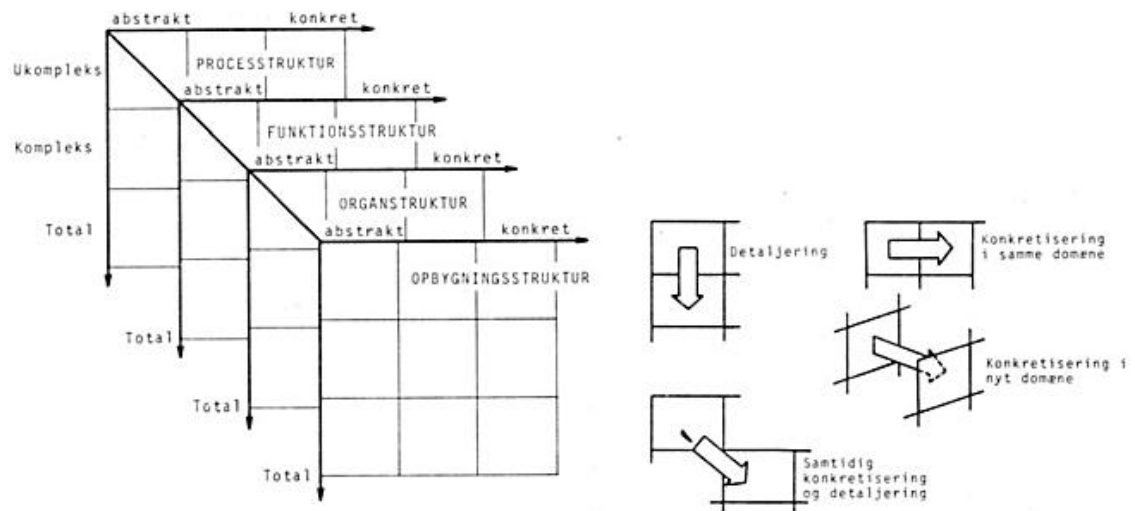 abstrakt konkret
Ukompleks
PROCESSTRUKTUR
abstrakt konkret
Kompleks
FUNKTIONSSTRUKTUR
abstrakt konkret
Total
ORGANSTRUKTUR
abstrakt konkret
OPBYGNINGSSTRUKTUR
Total
Total
Total
Detaljering
Konkretisering
i samme domæne
Konkretisering i
nyt domæne
Samtidig
konkretisering
og detaljering